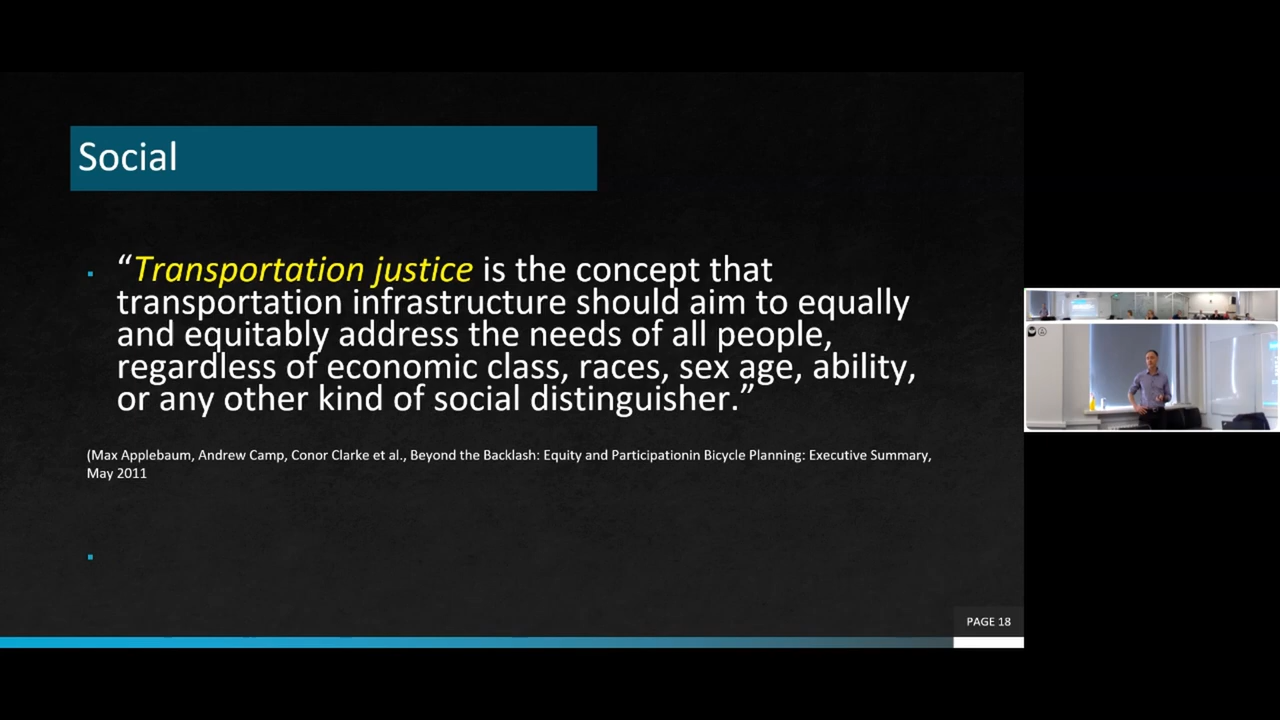 Social
“Transportation justice is the concept that
transportation infrastructure should aim to equally
and equitably address the needs of all people,
regardless of economic class, races, sex age, ability,
or any other kind of social distinguisher.”
(Max Applebaum, Andrew Camp, Conor Clarke et al., Beyond the Backlash: Equity and Participationin Bicycle Planning: Executive Summary,
May 2011
PAGE 18